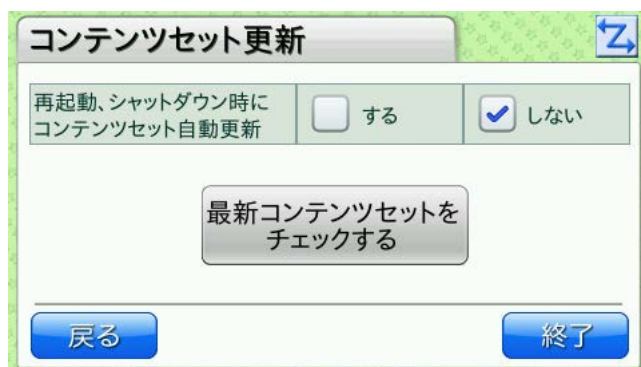 コンテンツセット更新
再起動、シャットダウン時に
コンテンツセット自動更新
する
しない
最新コンテンツセットを
チェックする
戻る
終了